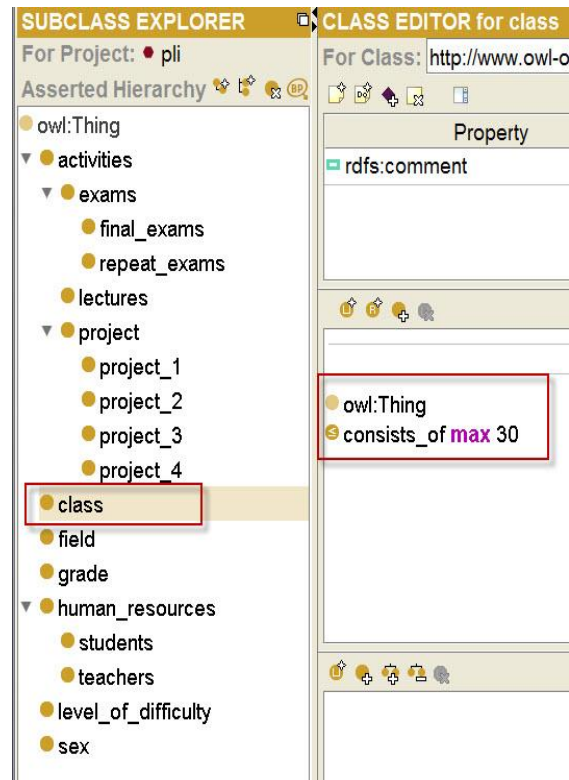 SUBCLASS EXPLORER
For Project: pli
Asserted Hierarchy
owl:Thing
activities
exams
final_exams
repeat_exams
lectures
project
project_1
project_2
project_3
project_4
class
field
grade
human_resources
students
teachers
level_of_difficulty
sex
CLASS EDITOR for class
For Class: http://www.owl-o
Property
rdfs:comment
owl:Thing
consists_of max 30